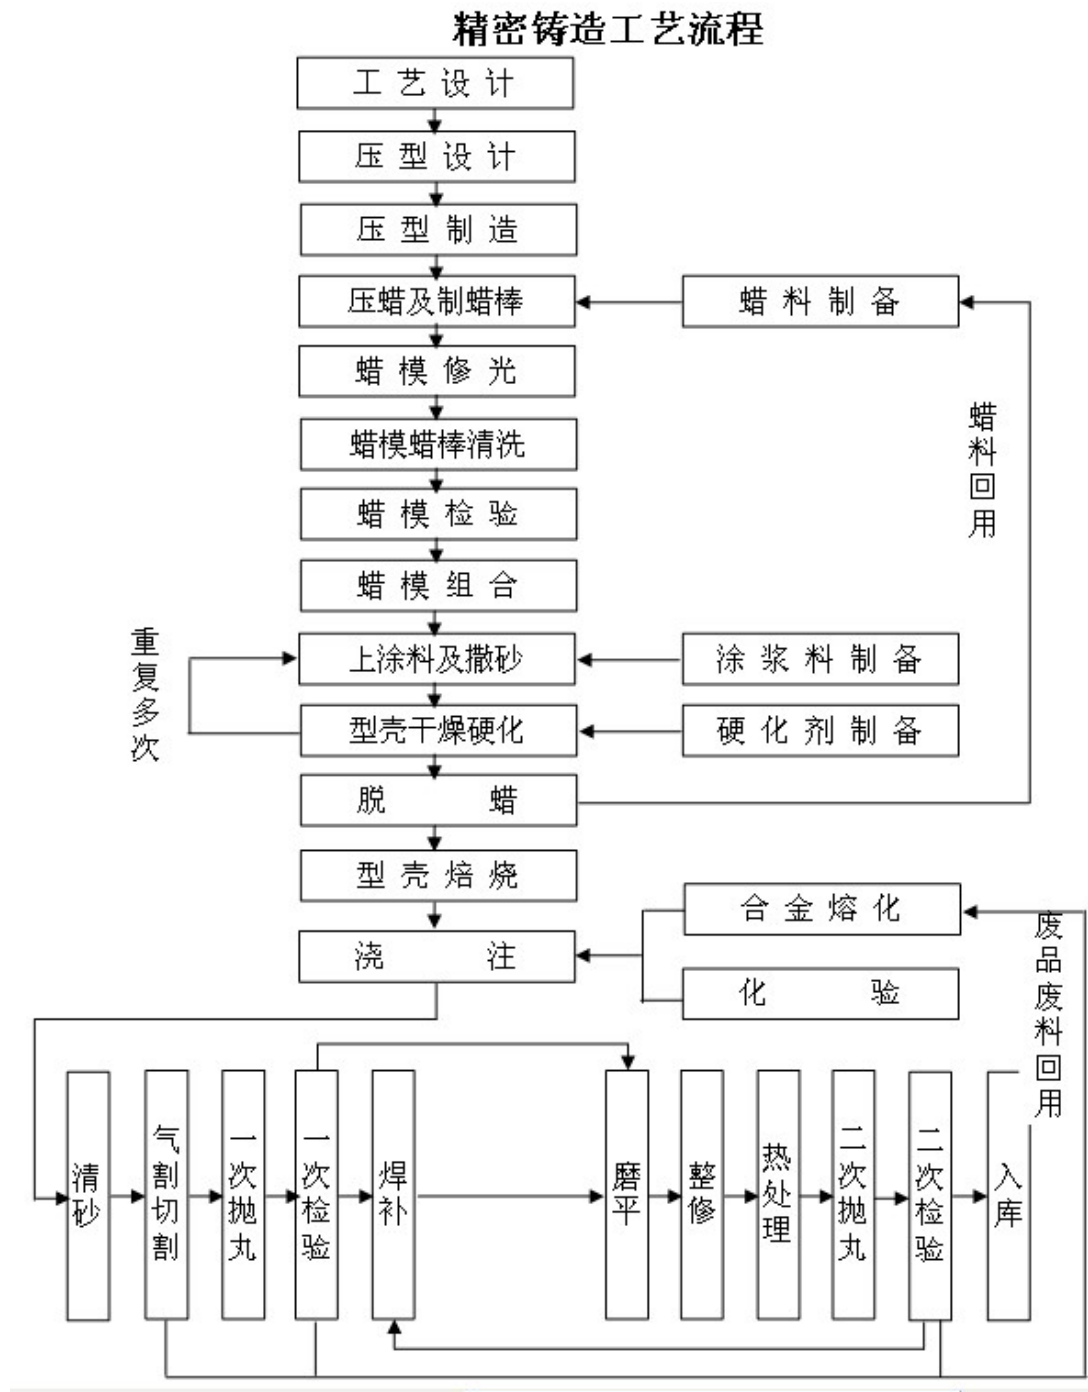 精密铸造工艺流程
工艺设计
压型设计
压型制造
压蜡及制蜡棒
蜡料制备
蜡模修光
蜡模蜡棒清洗
蜡料回用
蜡模检验
蜡模组合
重复多次
上涂料及撒砂
涂浆料制备
型壳干燥硬化
硬化剂制备
脱蜡
型壳焙烧
合金熔化
浇注
化验
废品废料回用
清砂
气割切割
一次抛丸
一次检验
焊补
磨平
整修
热处理
二次抛丸
二次检验
入库